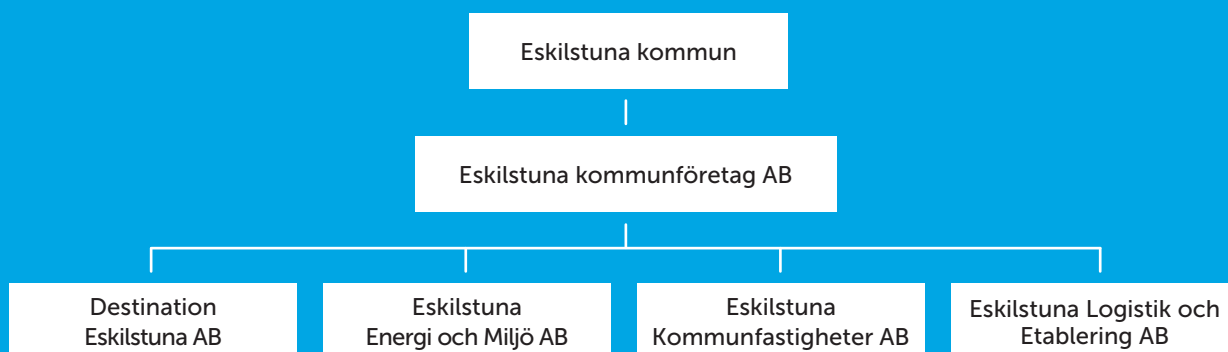 Eskilstuna kommun
Eskilstuna kommunföretag AB
Destination
Eskilstuna AB
Eskilstuna
Energi och Miljö AB
Eskilstuna
Kommunfastigheter AB
Eskilstuna Logistik och
Etablering AB